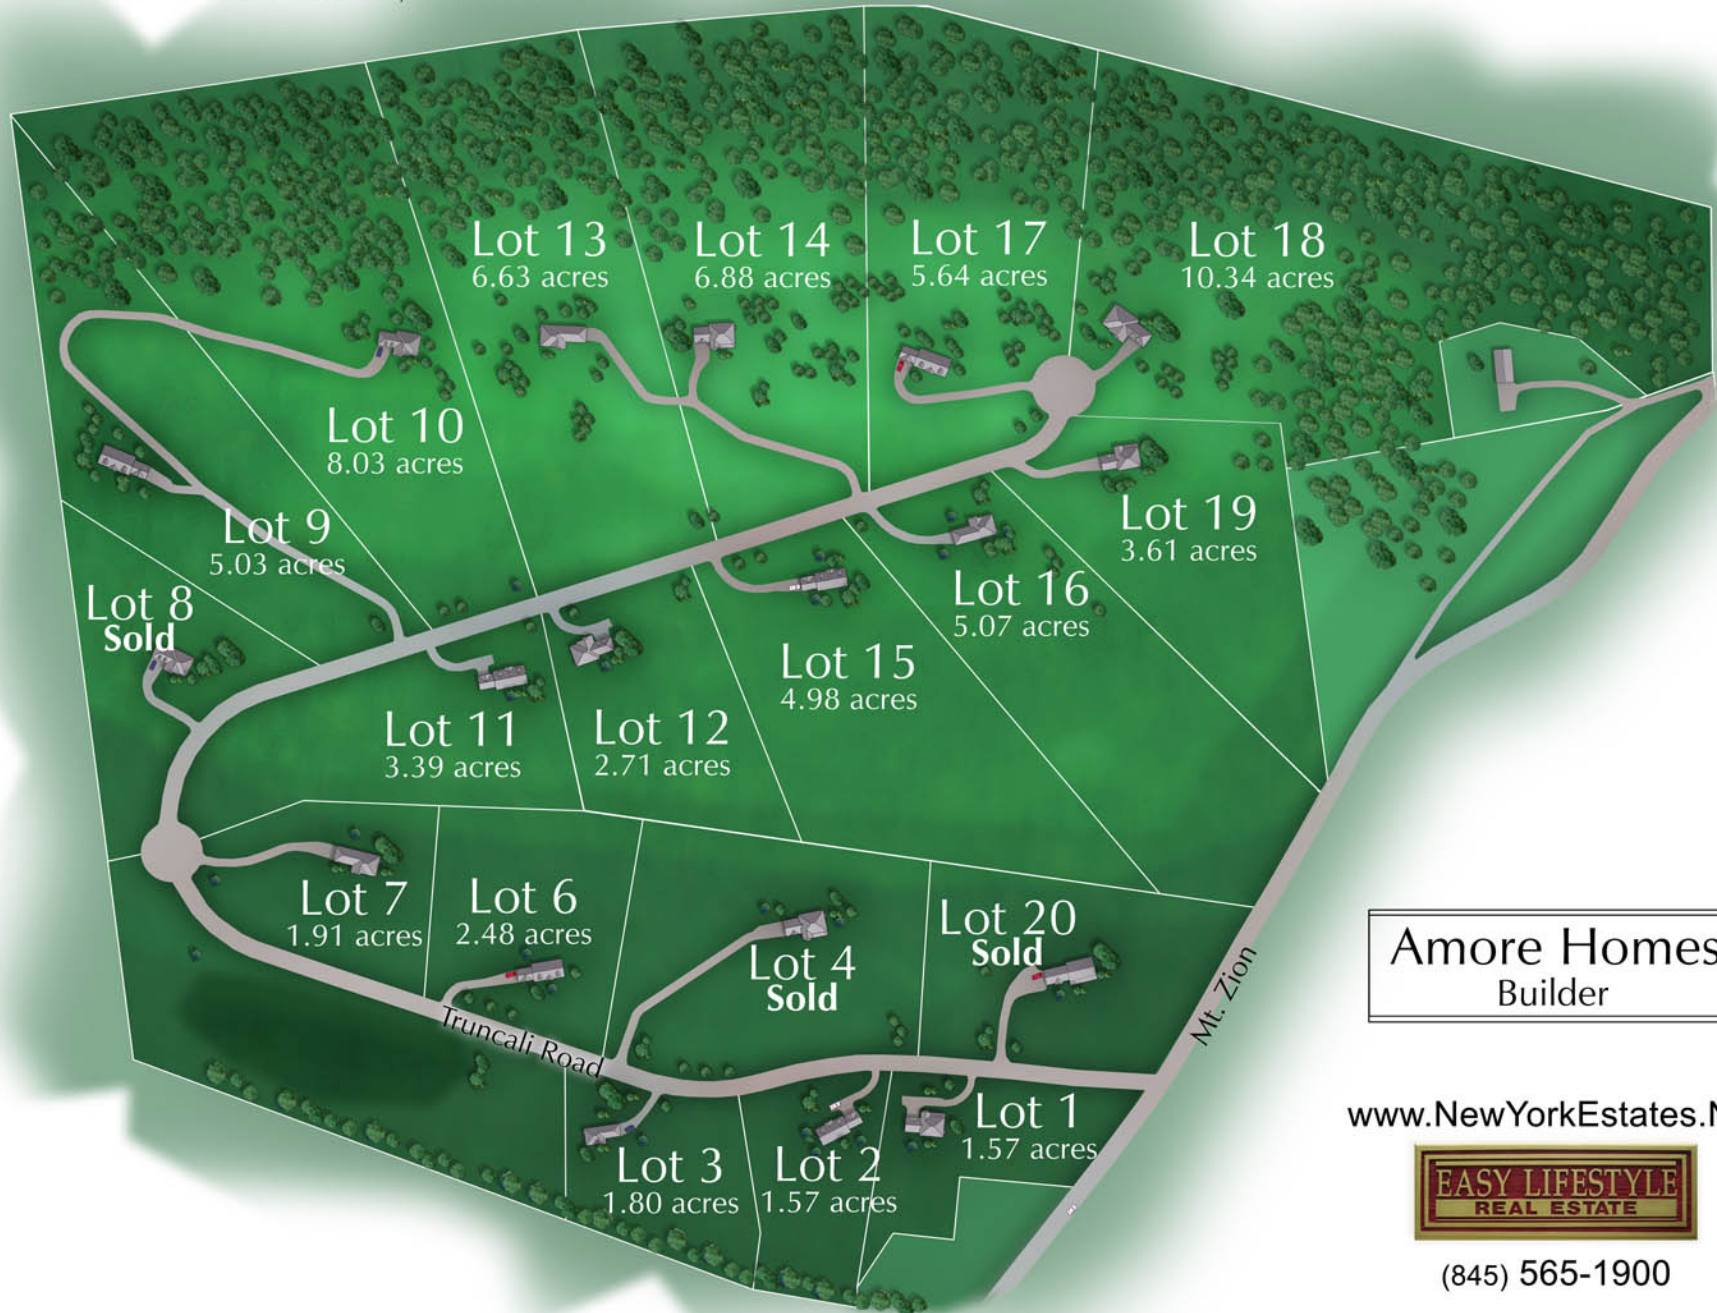 Lot 13
6.63 acres
Lot 14
6.88 acres
Lot 17
5.64 acres
Lot 18
10.34 acres
Lot 10
8.03 acres
Lot 9
5.03 acres
Lot 19
3.61 acres
Lot 8
Sold
Lot 16
5.07 acres
Lot 15
4.98 acres
Lot 11
3.39 acres
Lot 12
2.71 acres
Lot 7
1.91 acres
Lot 6
2.48 acres
Lot 4
Sold
Lot 20
Sold
Mt. Zion
Truncali Road
Lot 3
1.80 acres
Lot 2
1.57 acres
Lot 1
1.57 acres
Amore Homes
Builder
www.NewYorkEstates.N
EASY LIFESTYLE
REAL ESTATE
(845) 565-1900